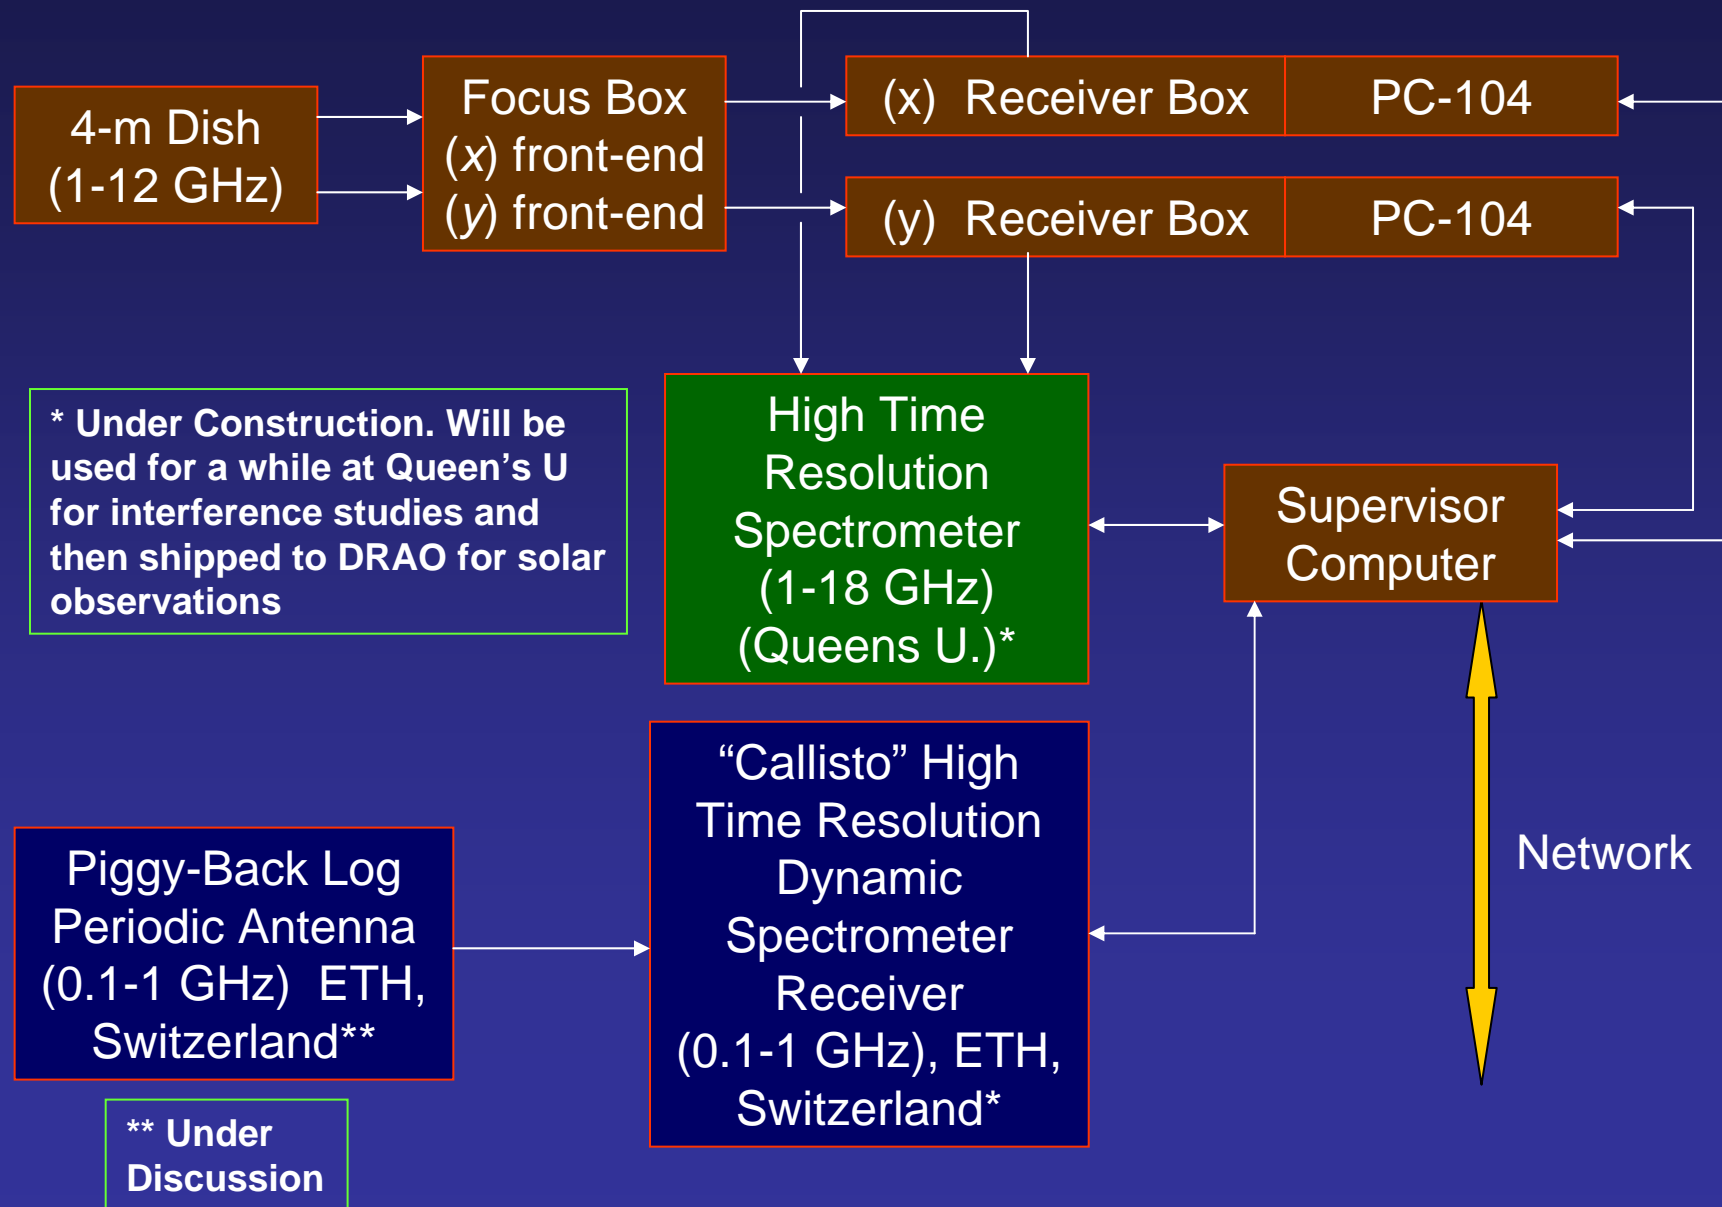 4-m Dish
(1-12 GHz)
Focus Box
(x) front-end
(y) front-end
(x) Receiver Box
PC-104
(y) Receiver Box
PC-104
* Under Construction. Will be
used for a while at Queen’s U
for interference studies and
then shipped to DRAO for solar
observations
High Time
Resolution
Spectrometer
(1-18 GHz)
(Queens U.)*
Supervisor
Computer
“Callisto” High
Time Resolution
Dynamic
Spectrometer
Receiver
(0.1-1 GHz), ETH,
Switzerland*
Network
Piggy-Back Log
Periodic Antenna
(0.1-1 GHz) ETH,
Switzerland**
** Under
Discussion